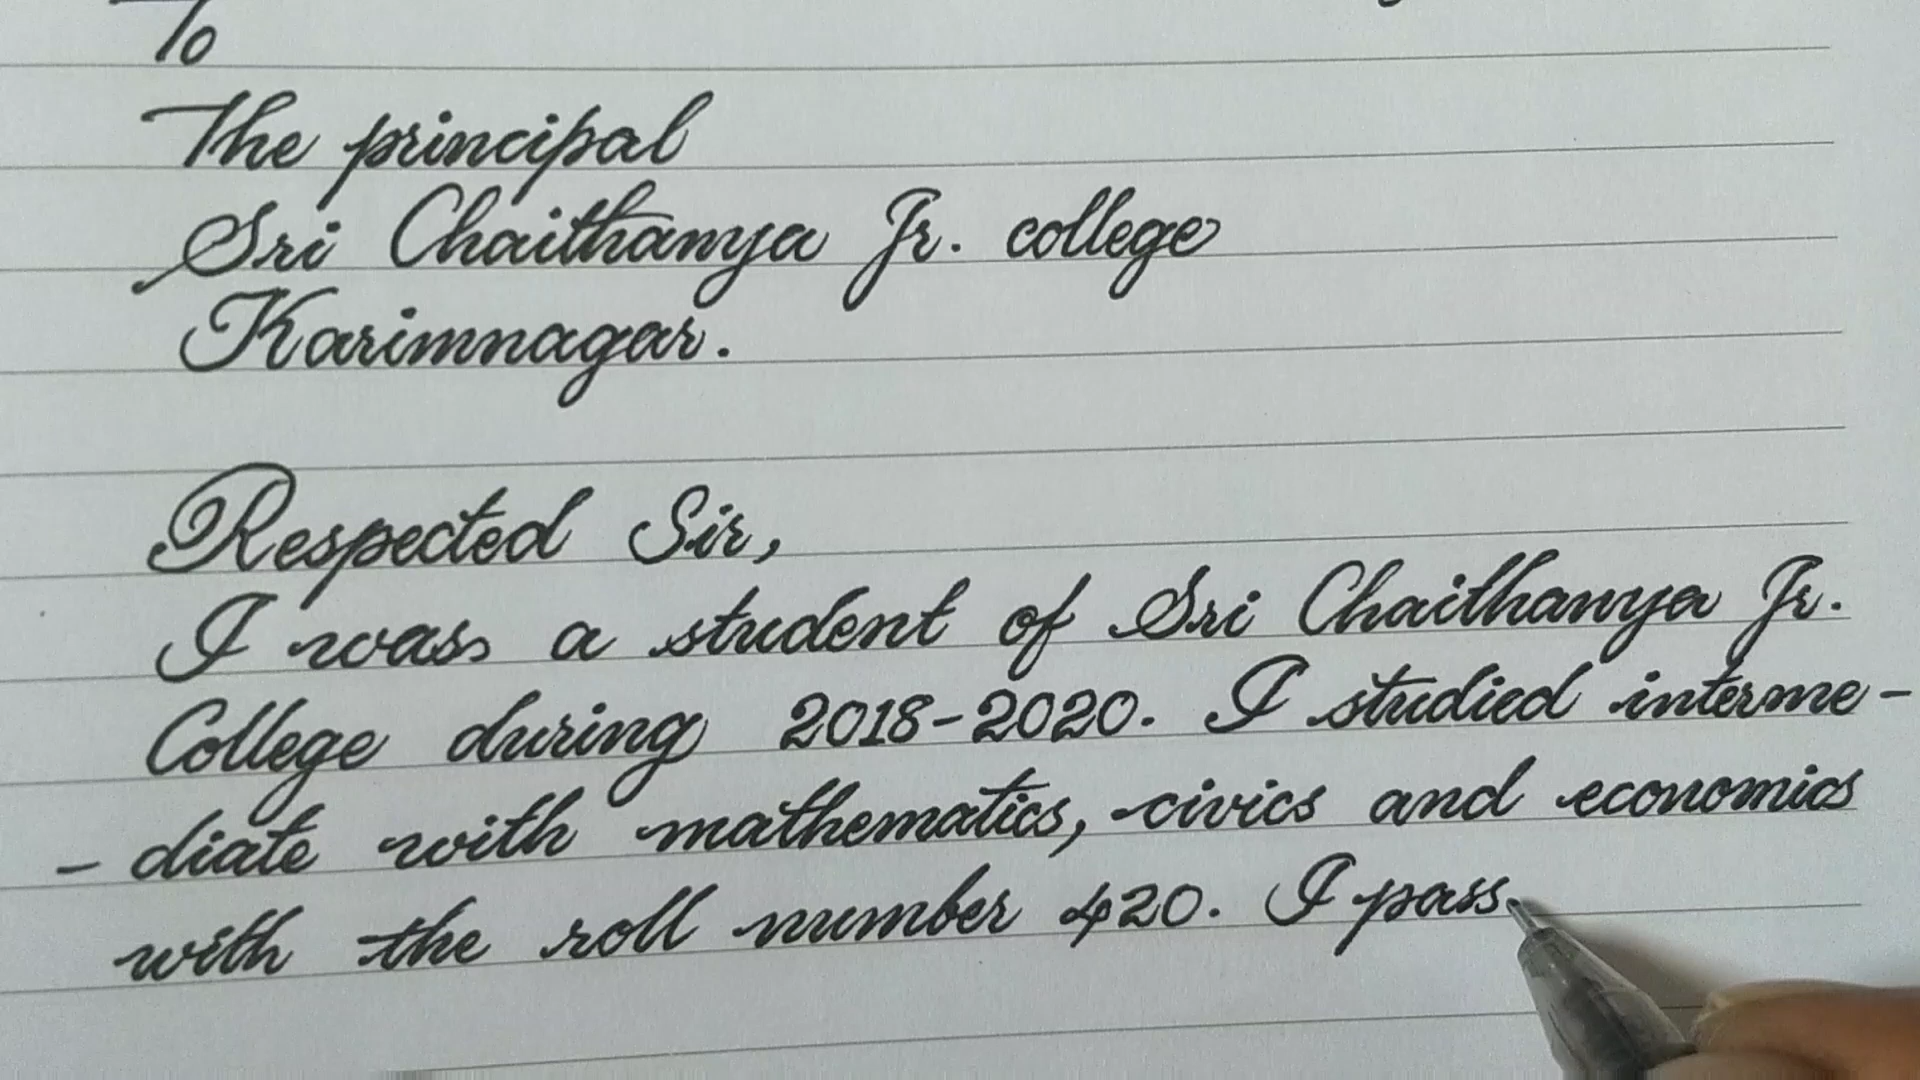 To
The principal
Sri Chaithanya Jr. college
Karimnagar.
Respected Sir,
I was a student of Sri Chaithanya Jr.
College during 2018-2020. I studied interme-
- diate with mathematics, civics and economics
with the roll number 420. I pass